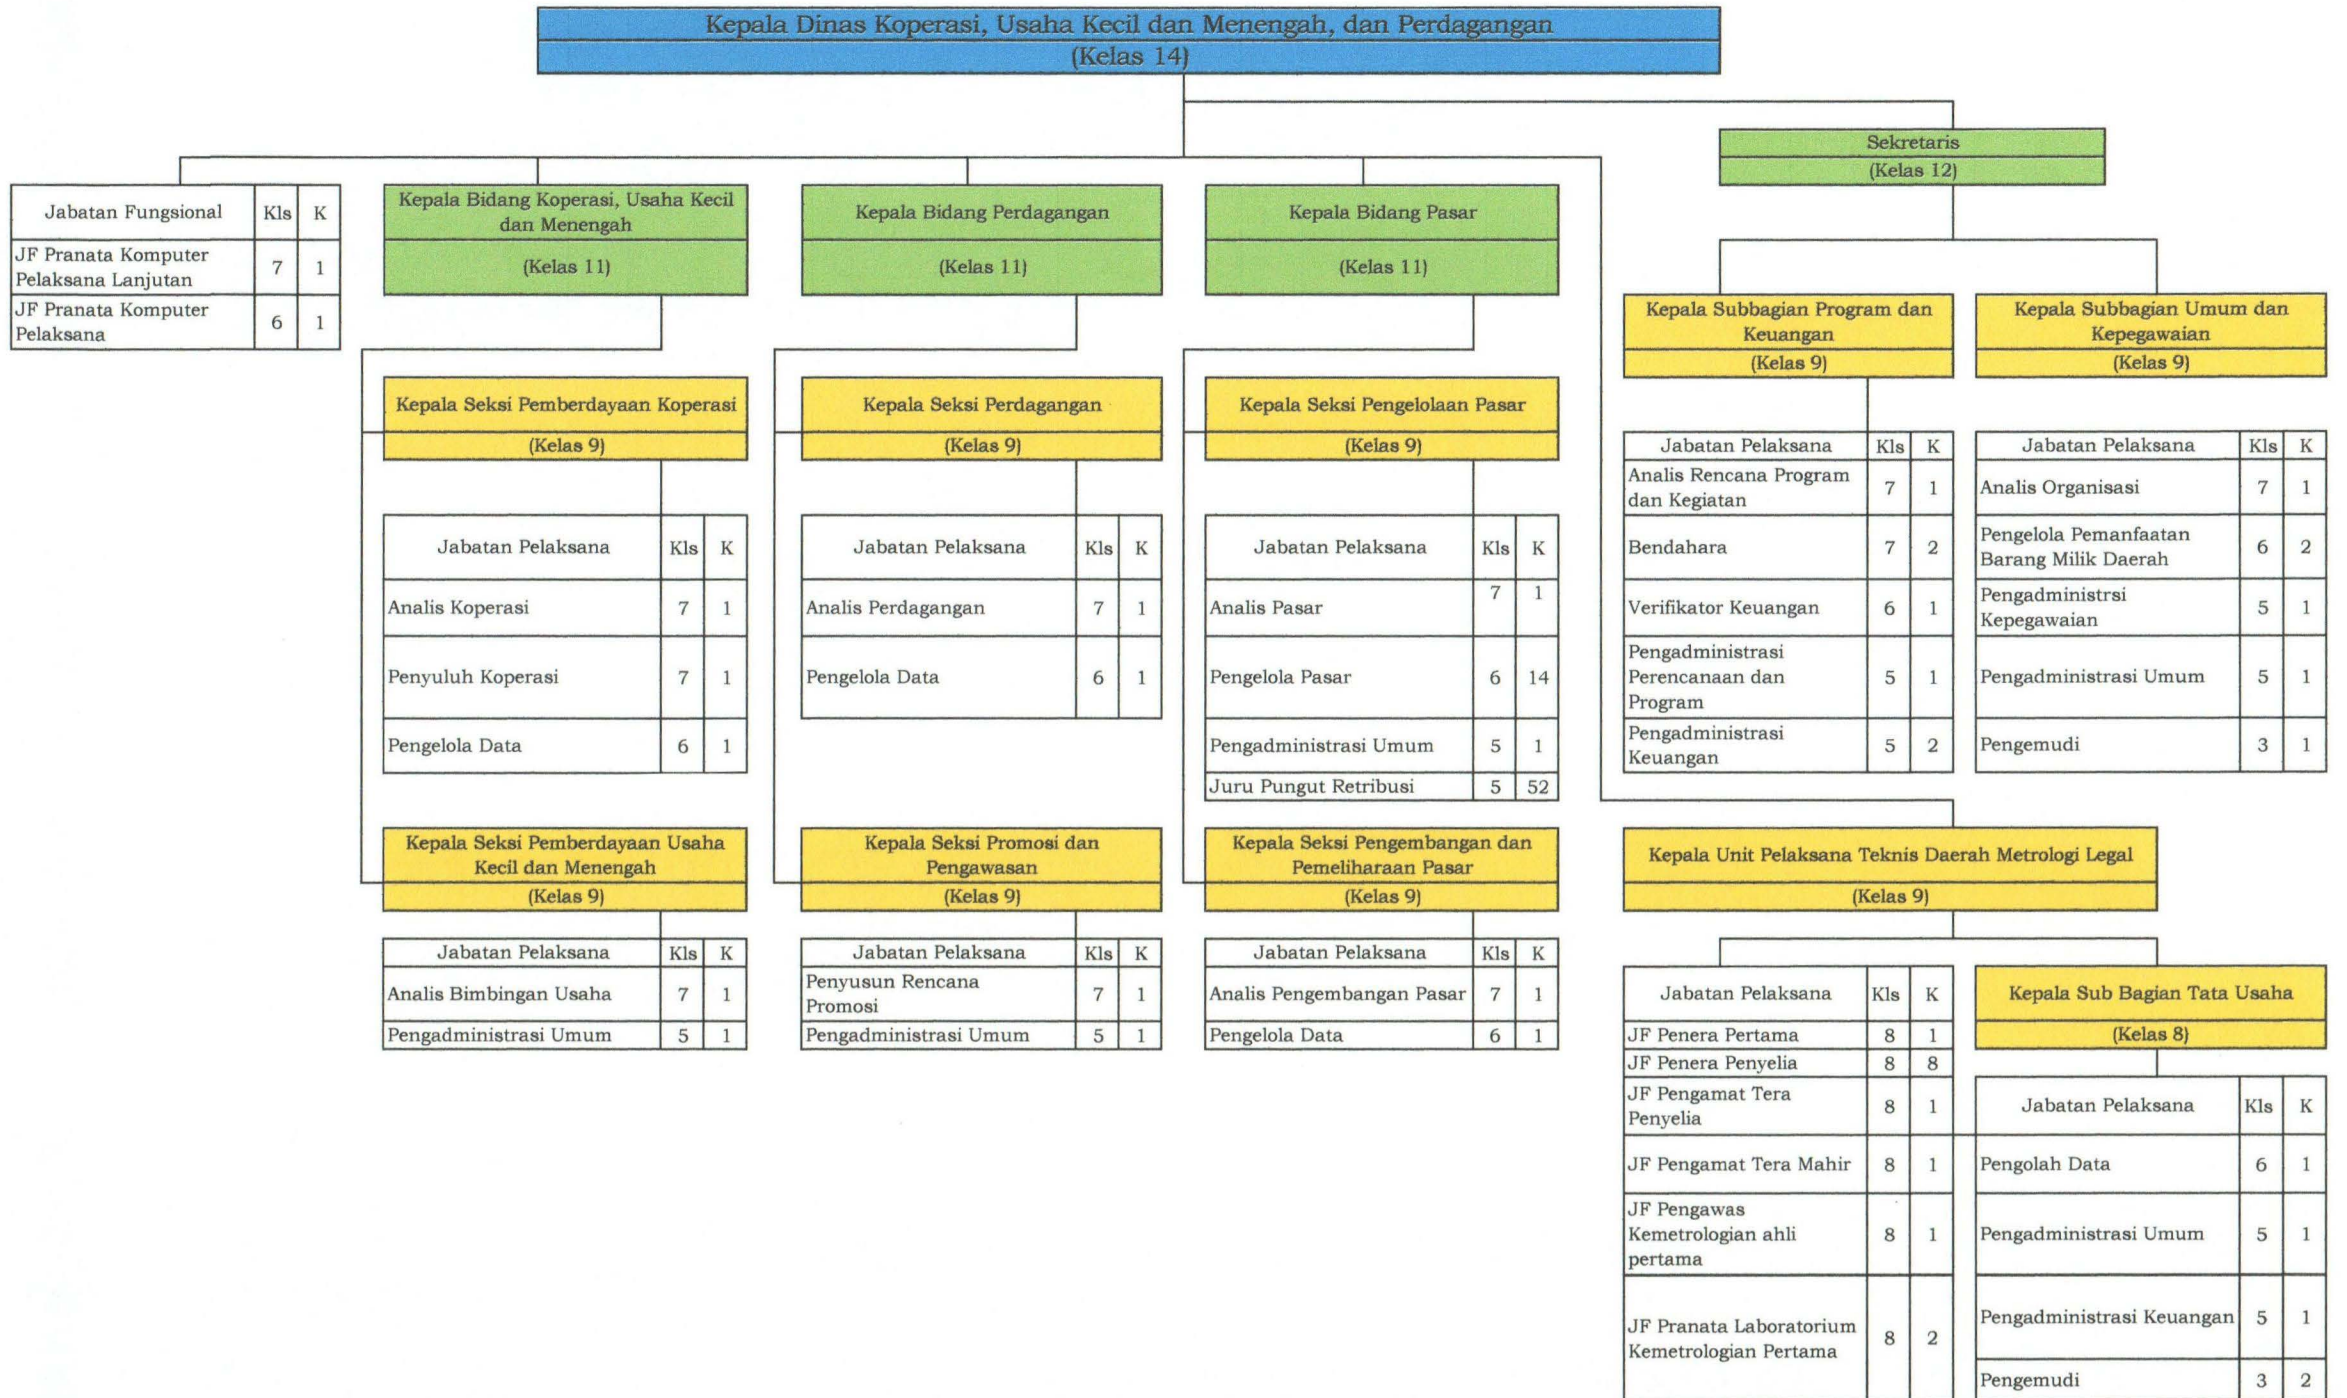 Kepala Dinas Koperasi, Usaha Kecil dan Menengah, dan Perdagangan
(Kelas 14)
Sekretaris
(Kelas 12)
Jabatan Fungsional Kls K
JF Pranata Komputer
Pelaksana Lanjutan 7 1
JF Pranata Komputer
Pelaksana 6 1
Kepala Bidang Koperasi, Usaha Kecil
dan Menengah
(Kelas 11)
Kepala Bidang Perdagangan
(Kelas 11)
Kepala Bidang Pasar
(Kelas 11)
Kepala Subbagian Program dan
Keuangan
(Kelas 9)
Kepala Subbagian Umum dan
Kepegawaian
(Kelas 9)
Kepala Seksi Pemberdayaan Koperasi
(Kelas 9)
Jabatan Pelaksana Kls K
Analis Koperasi 7 1
Penyuluh Koperasi 7 1
Pengelola Data 6 1
Kepala Seksi Perdagangan
(Kelas 9)
Jabatan Pelaksana Kls K
Analis Perdagangan 7 1
Pengelola Data 6 1
Kepala Seksi Pengelolaan Pasar
(Kelas 9)
Jabatan Pelaksana Kls K
Analis Pasar 7 1
Pengelola Pasar 6 14
Pengadministrasi Umum 5 1
Juru Pungut Retribusi 5 52
Jabatan Pelaksana Kls K
Analis Rencana Program
dan Kegiatan 7 1
Bendahara 7 2
Verifikator Keuangan 6 1
Pengadministrasi
Perencanaan dan
Program 5 1
Pengadministrasi
Keuangan 5 2
Jabatan Pelaksana Kls K
Analis Organisasi 7 1
Pengelola Pemanfaatan
Barang Milik Daerah 6 2
Pengadministrsi
Kepegawaian 5 1
Pengadministrasi Umum 5 1
Pengemudi 3 1
Kepala Seksi Pemberdayaan Usaha
Kecil dan Menengah
(Kelas 9)
Jabatan Pelaksana Kls K
Analis Bimbingan Usaha 7 1
Pengadministrasi Umum 5 1
Kepala Seksi Promosi dan
Pengawasan
(Kelas 9)
Jabatan Pelaksana Kls K
Penyusun Rencana
Promosi 7 1
Pengadministrasi Umum 5 1
Kepala Seksi Pengembangan dan
Pemeliharaan Pasar
(Kelas 9)
Jabatan Pelaksana Kls K
Analis Pengembangan Pasar 7 1
Pengelola Data 6 1
Kepala Unit Pelaksana Teknis Daerah Metrologi Legal
(Kelas 9)
Jabatan Pelaksana Kls K
JF Penera Pertama 8 1
JF Penera Penyelia 8 8
JF Pengamat Tera
Penyelia 8 1
JF Pengamat Tera Mahir 8 1
JF Pengawas
Kemetrologian ahli
pertama 8 1
JF Pranata Laboratorium
Kemetrologian Pertama 8 2
Kepala Sub Bagian Tata Usaha
(Kelas 8)
Jabatan Pelaksana Kls K
Pengolah Data 6 1
Pengadministrasi Umum 5 1
Pengadministrasi Keuangan 5 1
Pengemudi 3 2